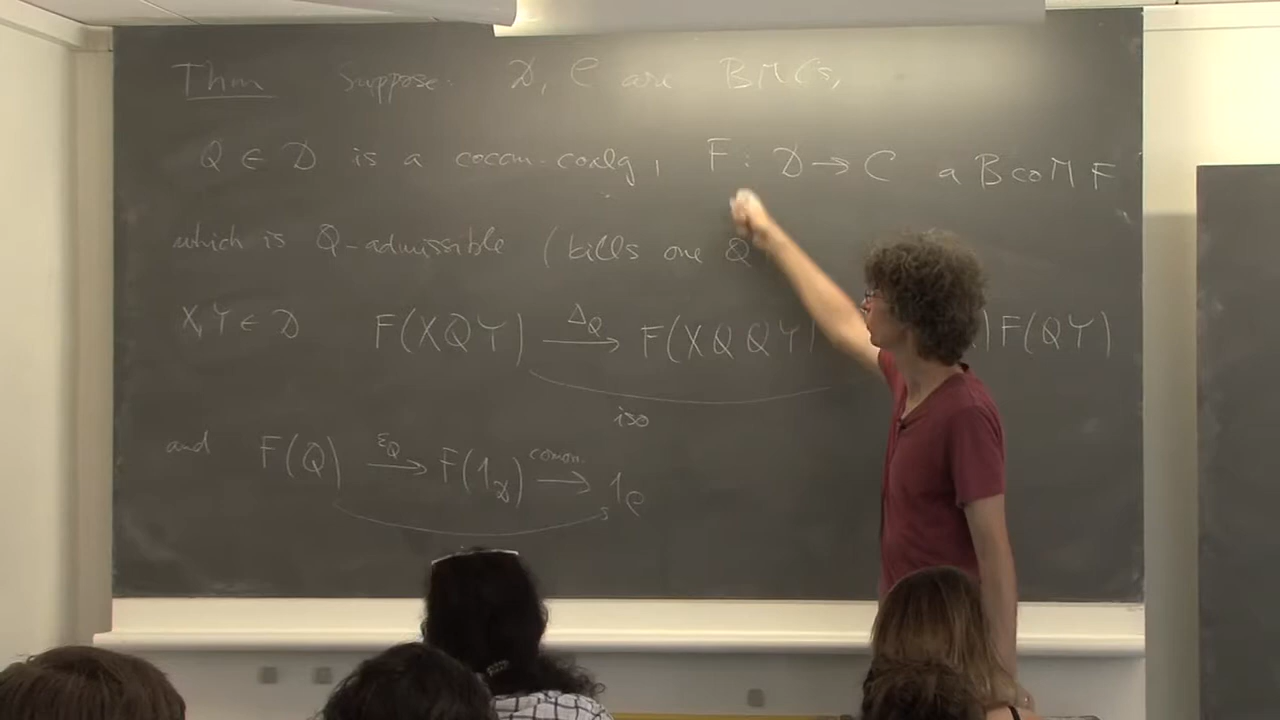 Thm Suppose D, C are BMCs,
Q ∈ D is a cocom-coalg, F: D → C a BcoMF
which is Q-admissible (kills one Q
X,Y ∈ D F(XQY) Δ_Q → F(XQQY) )F(QY)
iso
and F(Q) ε_Q → F(1_D) comon. → 1_C